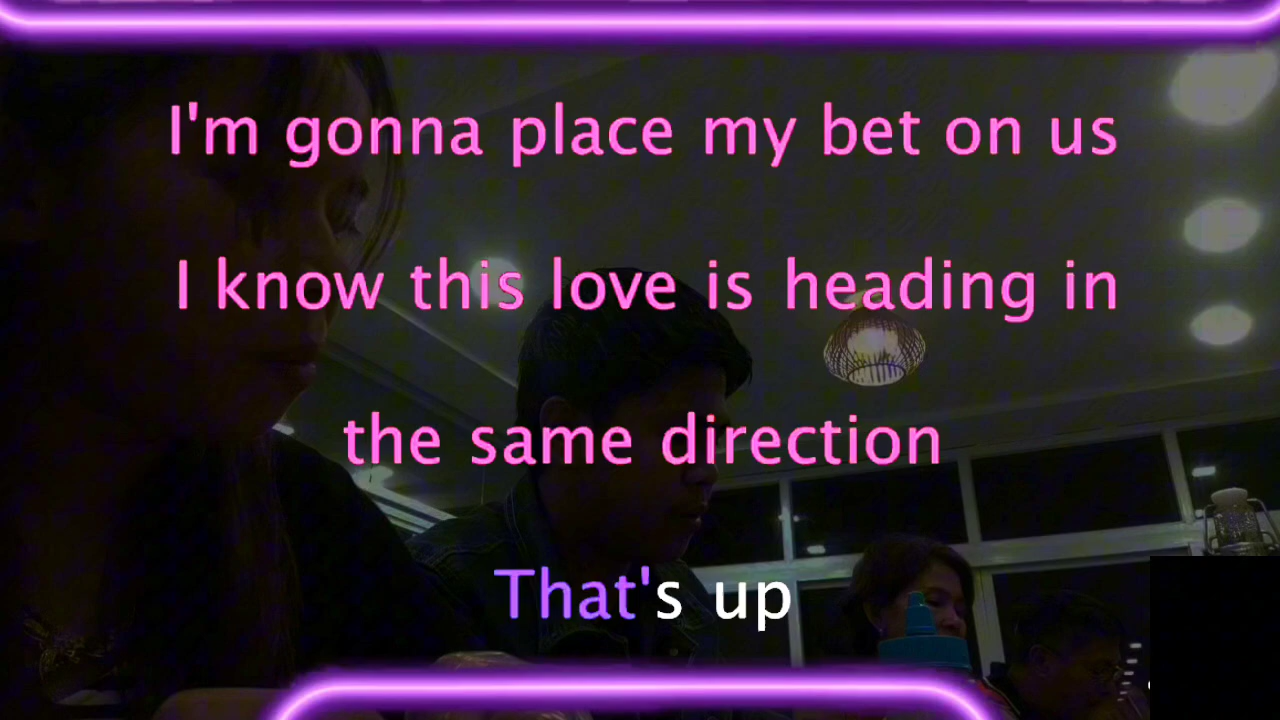 I'm gonna place my bet on us
I know this love is heading in
the same direction
That's up